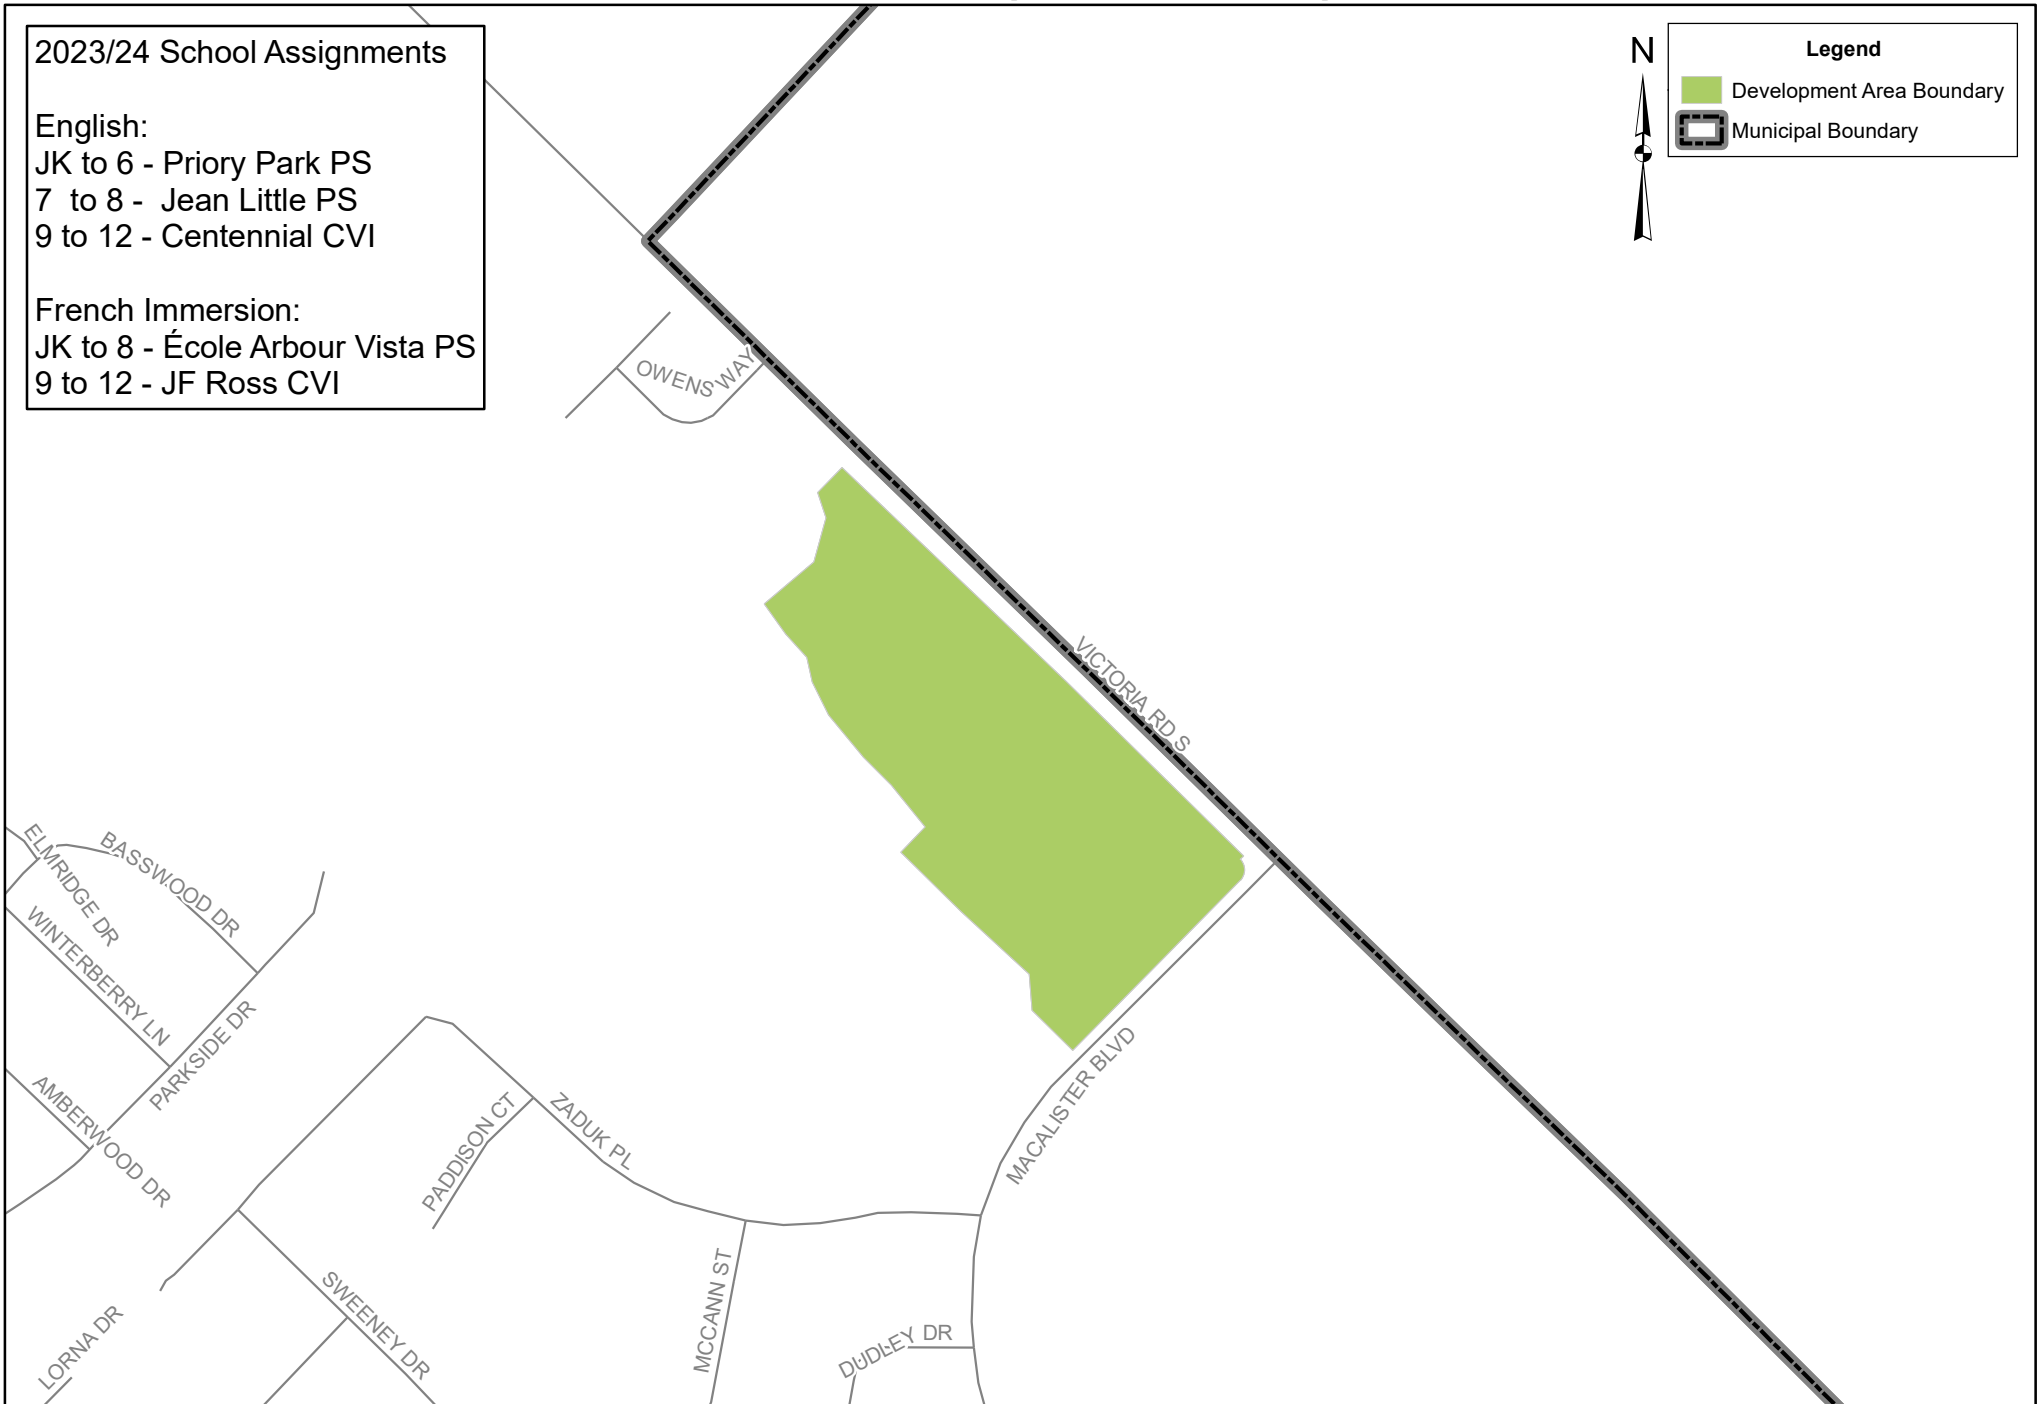 2023/24 School Assignments
English:
JK to 6 - Priory Park PS
7  to 8 -  Jean Little PS
9 to 12 - Centennial CVI
French Immersion:
JK to 8 - École Arbour Vista PS
9 to 12 - JF Ross CVI
N
Legend
Development Area Boundary
Municipal Boundary
OWENS WAY
VICTORIA RD S
ELMRIDGE DR
BASSWOOD DR
WINTERBERRY LN
PARKSIDE DR
AMBERWOOD DR
PADDISON CT
ZADUK PL
MACALISTER BLVD
SWEENEY DR
LORNA DR
MCCANN ST
DUDLEY DR